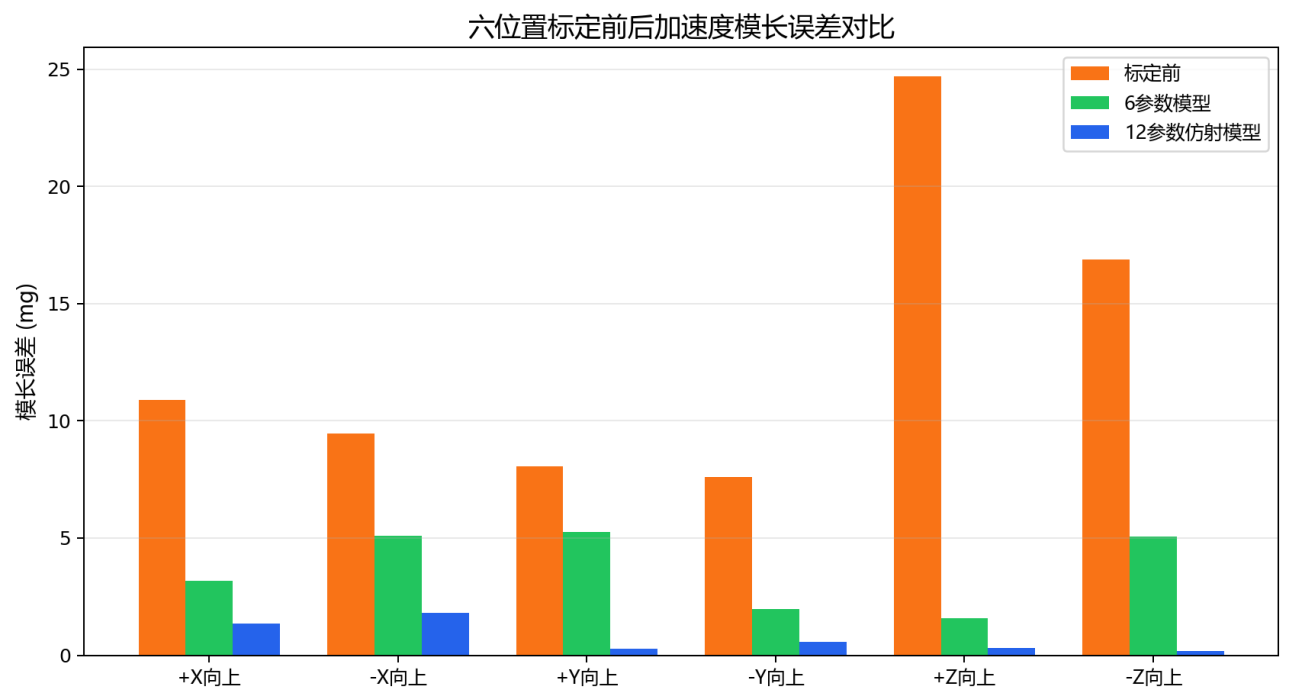 六位置标定前后加速度模长误差对比
标定前
6参数模型
12参数仿射模型
模长误差 (mg)
25
20
15
10
5
0
+X向上
-X向上
+Y向上
-Y向上
+Z向上
-Z向上